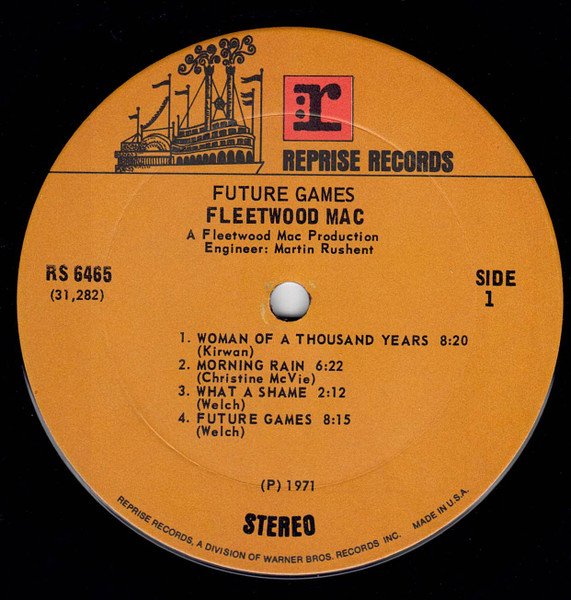 :r
REPRISE RECORDS
FUTURE GAMES
FLEETWOOD MAC
A Fleetwood Mac Production
Engineer: Martin Rushent
RS 6465
(31,282)
SIDE
1
1. WOMAN OF A THOUSAND YEARS 8:20
(Kirwan)
2. MORNING RAIN 6:22
(Christine McVie)
3. WHAT A SHAME 2:12
(Welch)
4. FUTURE GAMES 8:15
(Welch)
(P) 1971
STEREO
REPRISE RECORDS, A DIVISION OF WARNER BROS. RECORDS INC. MADE IN U.S.A.